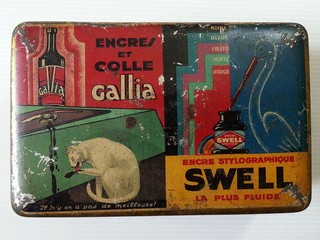 ENCRES
ET
COLLE
Gallia
Gallia
Il n'y en a pas de meilleure!
BLEUE
VIOLETTE
VERTE
ROUGE
SWELL
ENCRE STYLOGRAPHIQUE
SWELL
LA PLUS FLUIDE